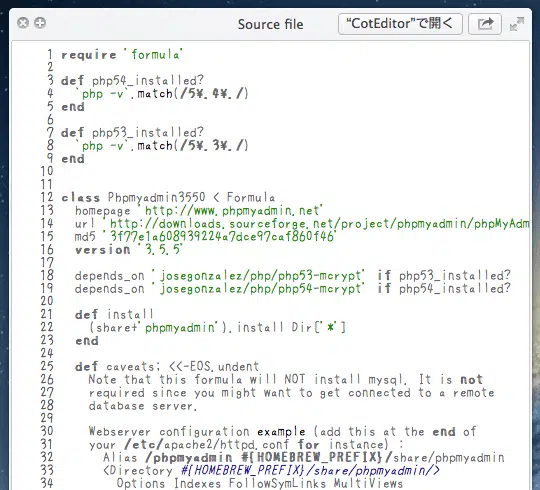 Source file
“CotEditor”で開く
1 require 'formula'
2
3 def php54_installed?
4 `php -v`.match(/5¥.4¥./)
5 end
6
7 def php53_installed?
8 `php -v`.match(/5¥.3¥./)
9 end
10
11
12 class Phpmyadmin3550 < Formula
13 homepage 'http://www.phpmyadmin.net'
14 url 'http://downloads.sourceforge.net/project/phpmyadmin/phpMyAdm
15 md5 '3f77e1a608939224a7dce97caf860f46'
16 version '3.5.5'
17
18 depends_on 'josegonzalez/php/php53-mcrypt' if php53_installed?
19 depends_on 'josegonzalez/php/php54-mcrypt' if php54_installed?
20
21 def install
22 (share+'phpmyadmin').install Dir['*']
23 end
24
25 def caveats; <<-EOS.undent
26 Note that this formula will NOT install mysql. It is not
27 required since you might want to get connected to a remote
28 database server.
29
30 Webserver configuration example (add this at the end of
31 your /etc/apache2/httpd.conf for instance) :
32 Alias /phpmyadmin #{HOMEBREW_PREFIX}/share/phpmyadmin
33 <Directory #{HOMEBREW_PREFIX}/share/phpmyadmin/>
34 Options Indexes FollowSymLinks MultiViews